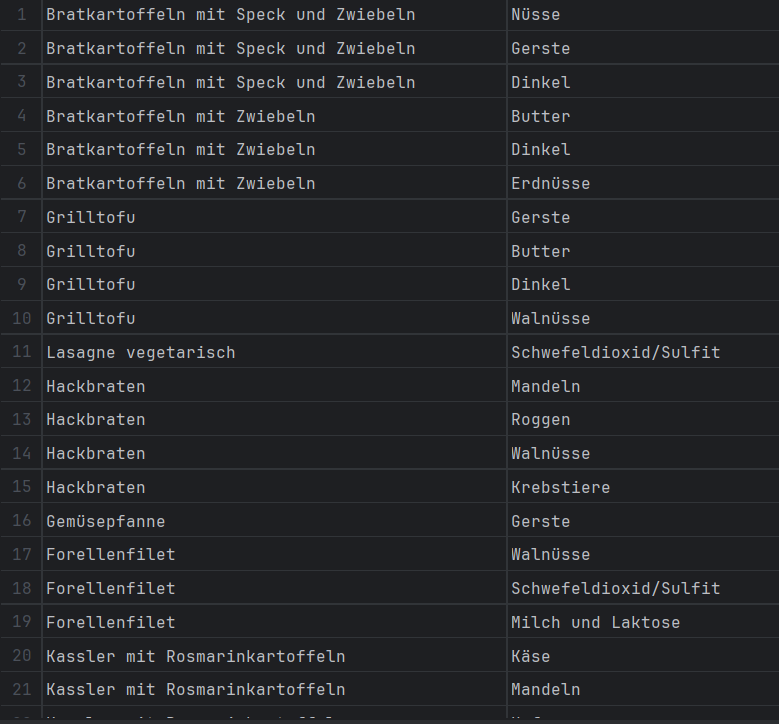 1 Bratkartoffeln mit Speck und Zwiebeln Nüsse
2 Bratkartoffeln mit Speck und Zwiebeln Gerste
3 Bratkartoffeln mit Speck und Zwiebeln Dinkel
4 Bratkartoffeln mit Zwiebeln Butter
5 Bratkartoffeln mit Zwiebeln Dinkel
6 Bratkartoffeln mit Zwiebeln Erdnüsse
7 Grilltofu Gerste
8 Grilltofu Butter
9 Grilltofu Dinkel
10 Grilltofu Walnüsse
11 Lasagne vegetarisch Schwefeldioxid/Sulfit
12 Hackbraten Mandeln
13 Hackbraten Roggen
14 Hackbraten Walnüsse
15 Hackbraten Krebstiere
16 Gemüsepfanne Gerste
17 Forellenfilet Walnüsse
18 Forellenfilet Schwefeldioxid/Sulfit
19 Forellenfilet Milch und Laktose
20 Kassler mit Rosmarinkartoffeln Käse
21 Kassler mit Rosmarinkartoffeln Mandeln